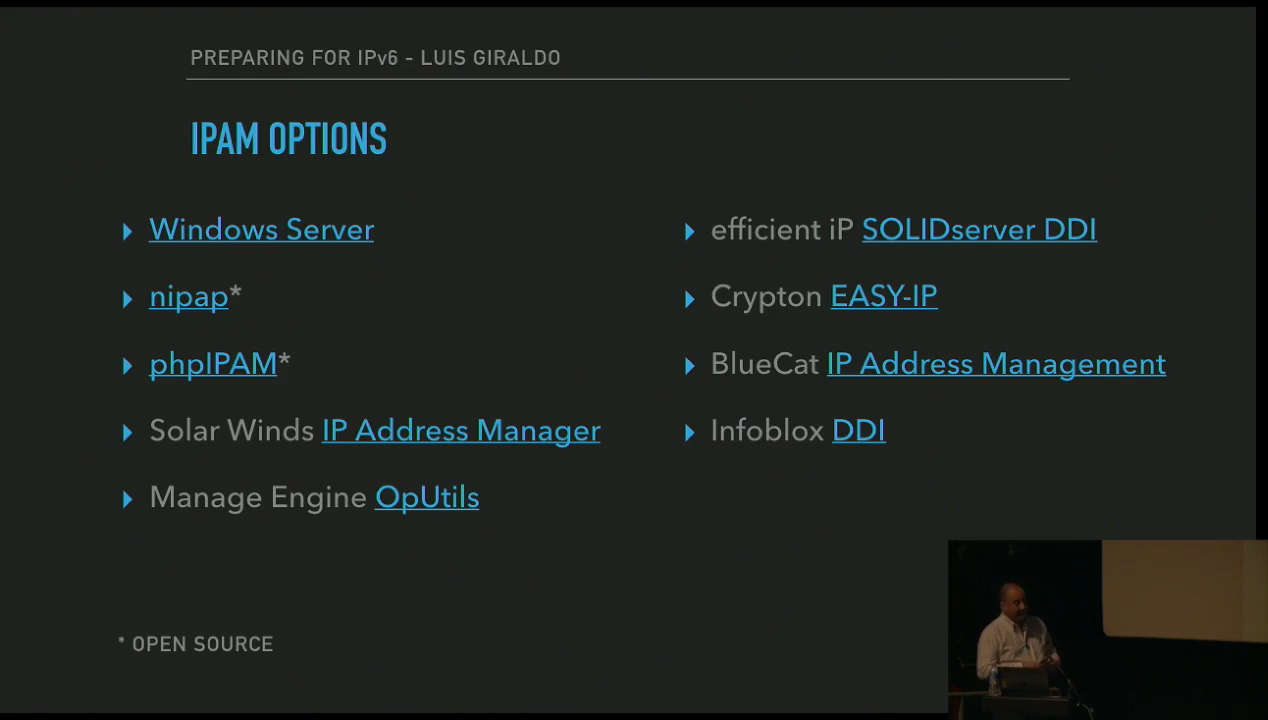 PREPARING FOR IPv6 - LUIS GIRALDO
IPAM OPTIONS
Windows Server
nipap*
phpIPAM*
Solar Winds IP Address Manager
Manage Engine OpUtils
efficient iP SOLIDserver DDI
Crypton EASY-IP
BlueCat IP Address Management
Infoblox DDI
* OPEN SOURCE